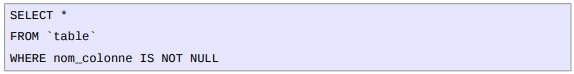 SELECT *
FROM `table`
WHERE nom_colonne IS NOT NULL